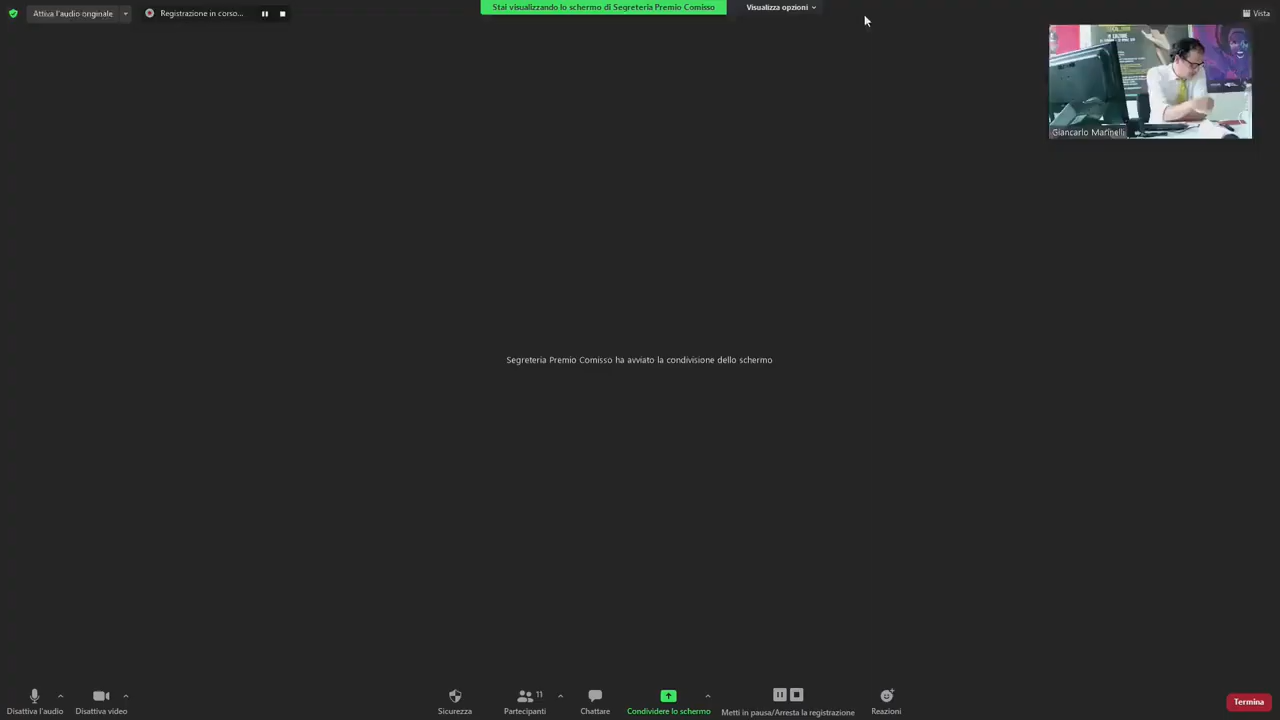 Attiva l'audio originale
Registrazione in corso...
Stai visualizzando lo schermo di Segreteria Premio Comisso
Visualizza opzioni
Vista
Giancarlo Marinelli
Segreteria Premio Comisso ha avviato la condivisione dello schermo
Disattiva l'audio
Disattiva video
Sicurezza
Partecipanti
11
Chattare
Condividere lo schermo
Metti in pausa/Arresta la registrazione
Reazioni
Termina